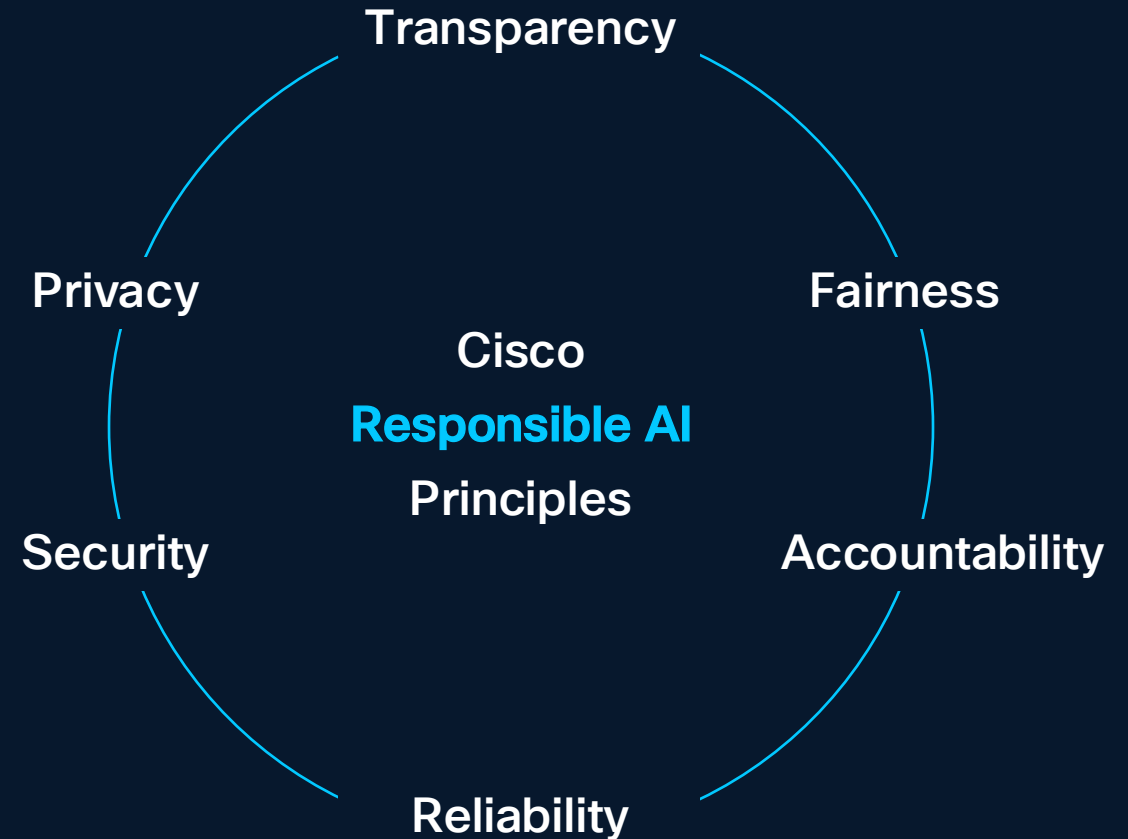 Transparency
Privacy
Fairness
Cisco
Responsible AI
Principles
Security
Accountability
Reliability